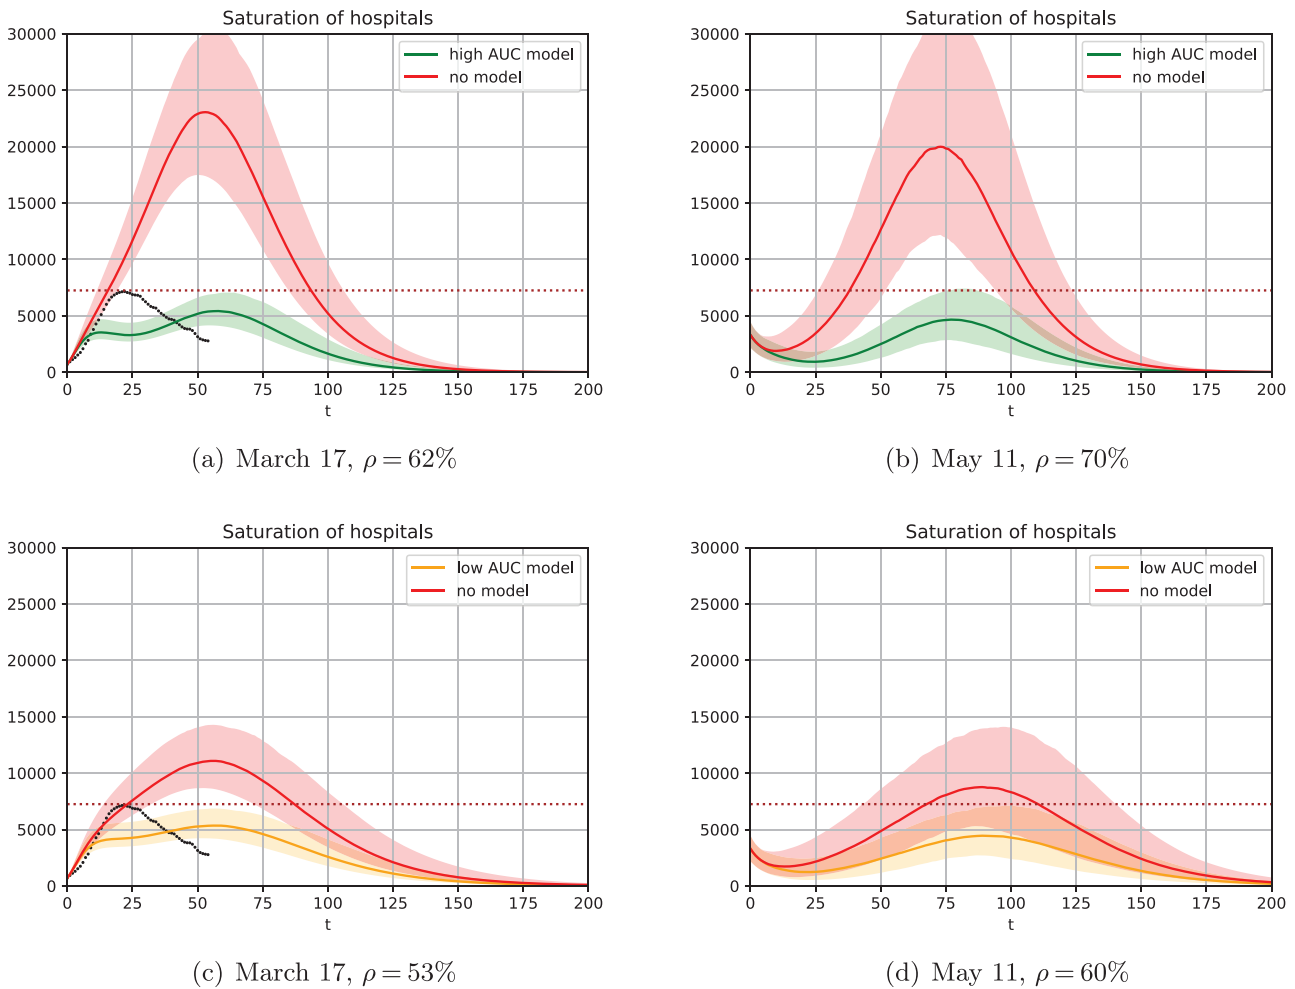 Saturation of hospitals
30000
25000
20000
15000
10000
5000
0
high AUC model
no model
0 25 50 75 100 125 150 175 200
t
(a) March 17, ρ = 62%
Saturation of hospitals
30000
25000
20000
15000
10000
5000
0
high AUC model
no model
0 25 50 75 100 125 150 175 200
t
(b) May 11, ρ = 70%
Saturation of hospitals
30000
25000
20000
15000
10000
5000
0
low AUC model
no model
0 25 50 75 100 125 150 175 200
t
(c) March 17, ρ = 53%
Saturation of hospitals
30000
25000
20000
15000
10000
5000
0
low AUC model
no model
0 25 50 75 100 125 150 175 200
t
(d) May 11, ρ = 60%